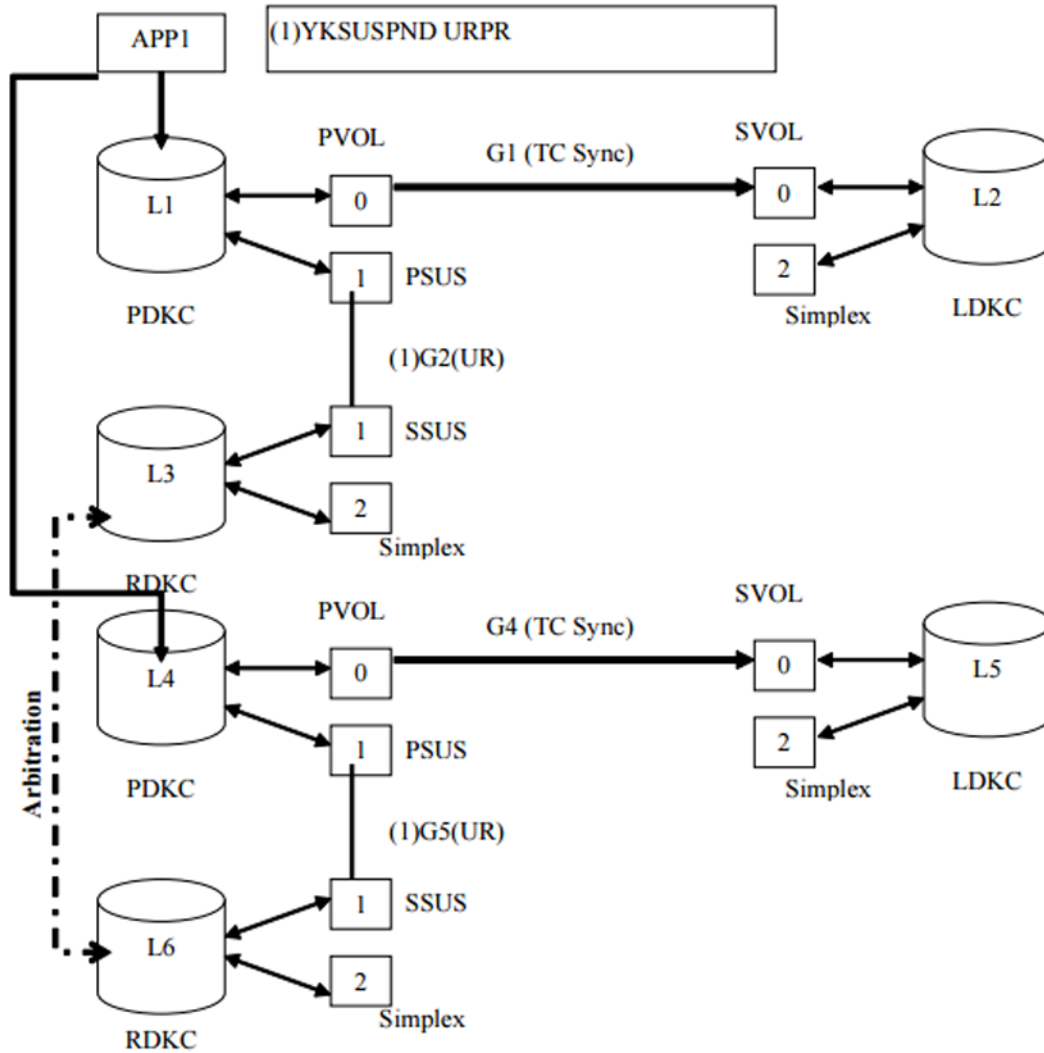 APP1
(1)YKSUSPND URPR
PVOL
SVOL
G1 (TC Sync)
L1
0
0
L2
1
PSUS
2
PDKC
Simplex
LDKC
(1)G2(UR)
1
SSUS
L3
2
Simplex
RDKC
PVOL
SVOL
G4 (TC Sync)
L4
0
0
L5
Arbitration
1
PSUS
2
PDKC
Simplex
LDKC
(1)G5(UR)
1
SSUS
L6
2
Simplex
RDKC